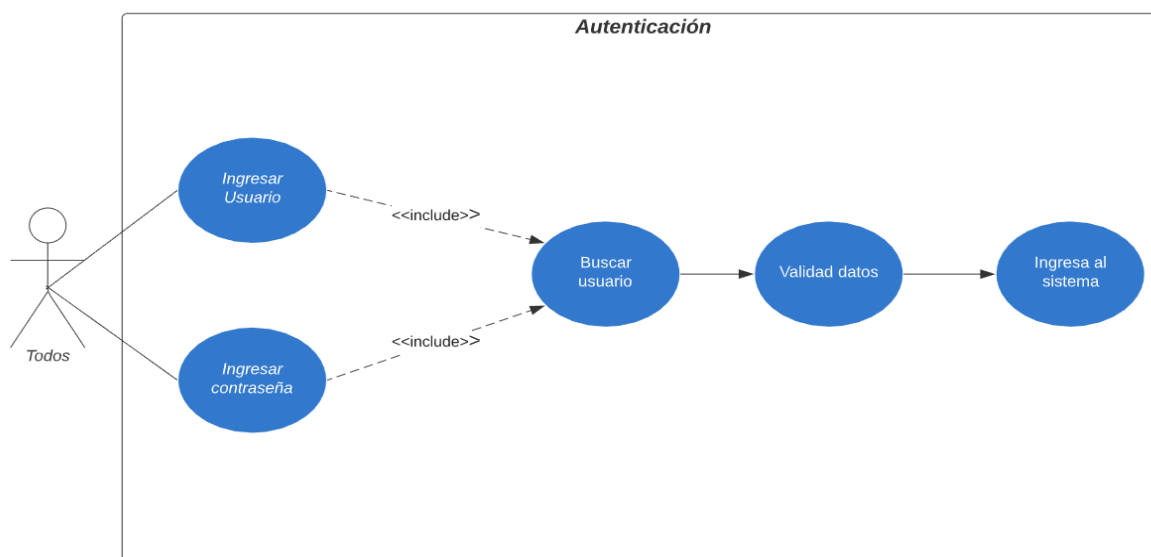 Autenticación
Ingresar
Usuario
<<include>>
Buscar
usuario
Validad datos
Ingresa al
sistema
<<include>>
Todos
Ingresar
contraseña